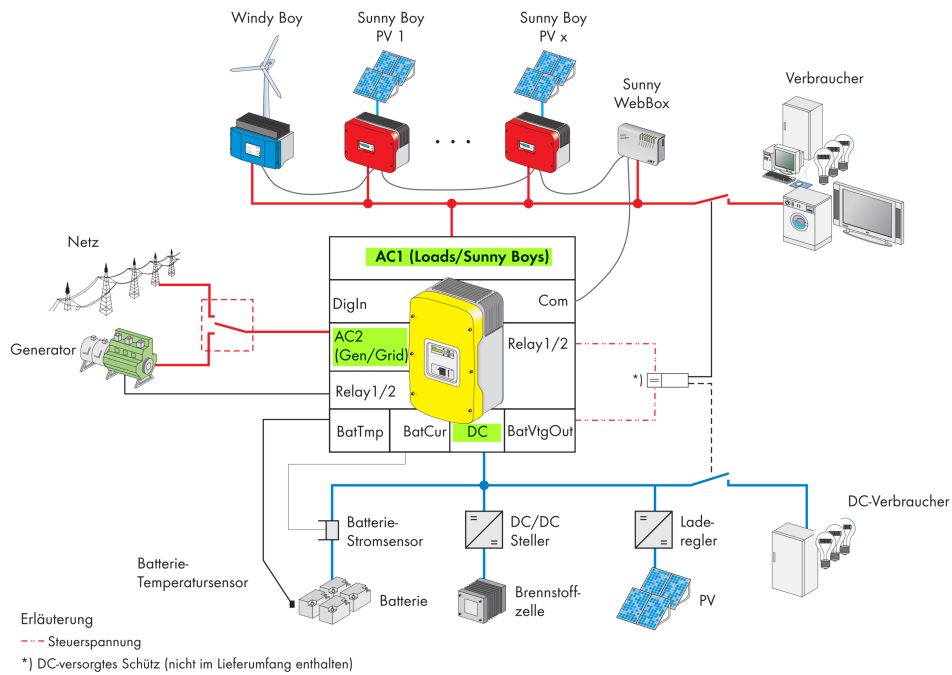 Windy Boy
Sunny Boy
PV 1
Sunny Boy
PV x
Sunny
WebBox
Verbraucher
Netz
Generator
AC1 (Loads/Sunny Boys)
DigIn
Com
AC2
(Gen/Grid)
Relay1/2
Relay1/2
*)
BatTmp
BatCur
DC
BatVtgOut
Batterie-
Stromsensor
DC/DC
Steller
Lade-
regler
DC-Verbraucher
Batterie-
Temperatursensor
Batterie
Brennstoff-
zelle
PV
Erläuterung
Steuerspannung
*) DC-versorgtes Schütz (nicht im Lieferumfang enthalten)